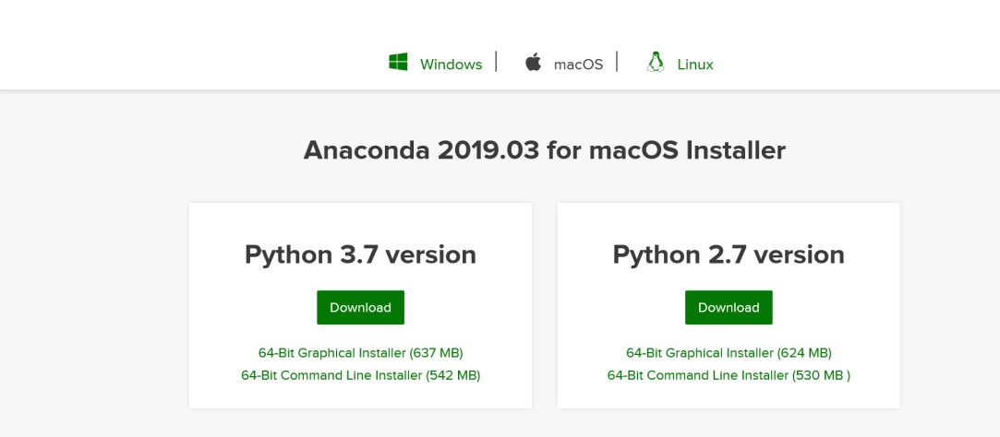 Windows | macOS | Linux
Anaconda 2019.03 for macOS Installer
Python 3.7 version
Download
64-Bit Graphical Installer (637 MB)
64-Bit Command Line Installer (542 MB)
Python 2.7 version
Download
64-Bit Graphical Installer (624 MB)
64-Bit Command Line Installer (530 MB )